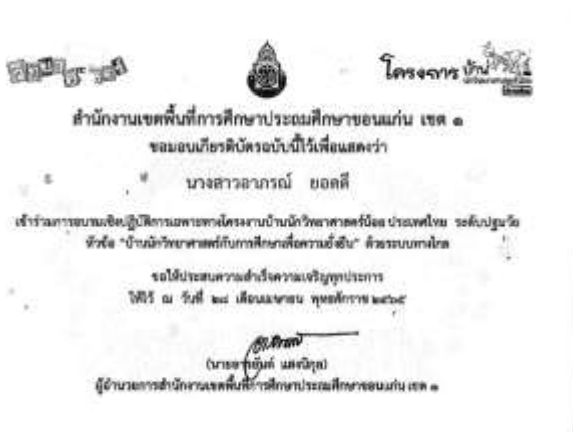 โครงการ บ้าน
สำนักงานเขตพื้นที่การศึกษาประถมศึกษาขอนแก่น เขต ๑
ขอมอบเกียรติบัตรฉบับนี้ไว้เพื่อแสดงว่า
นางสาวอาภรณ์ ยอดดี
เข้าร่วมการอบรมเชิงปฏิบัติการเฉพาะทางโครงงานบ้านนักวิทยาศาสตร์น้อย ประเทศไทย ระดับปฐมวัย
หัวข้อ "บ้านนักวิทยาศาสตร์กับการศึกษาเพื่อความยั่งยืน" ด้วยระบบทางไกล
ขอให้ประสบความสำเร็จความเจริญทุกประการ
ให้ไว้ ณ วันที่ ๒๘ เดือนเมษายน พุทธศักราช ๒๕๖๕
ผู้อำนวยการสำนักงานเขตพื้นที่การศึกษาประถมศึกษาขอนแก่น เขต ๑